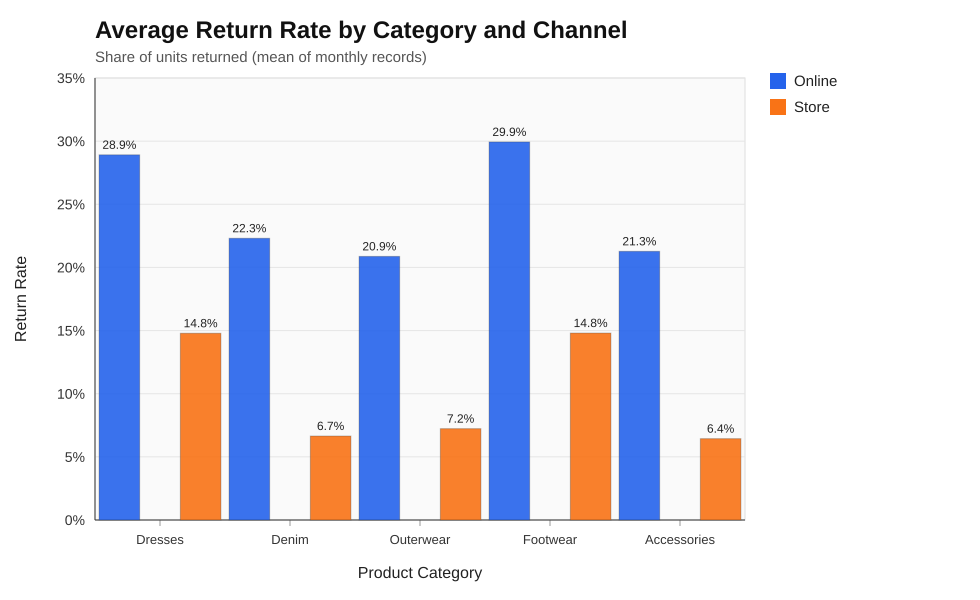 Average Return Rate by Category and Channel
Share of units returned (mean of monthly records)
Online
Store
Return Rate
35%
30%
25%
20%
15%
10%
5%
0%
28.9%
14.8%
22.3%
6.7%
20.9%
7.2%
29.9%
14.8%
21.3%
6.4%
Dresses
Denim
Outerwear
Footwear
Accessories
Product Category